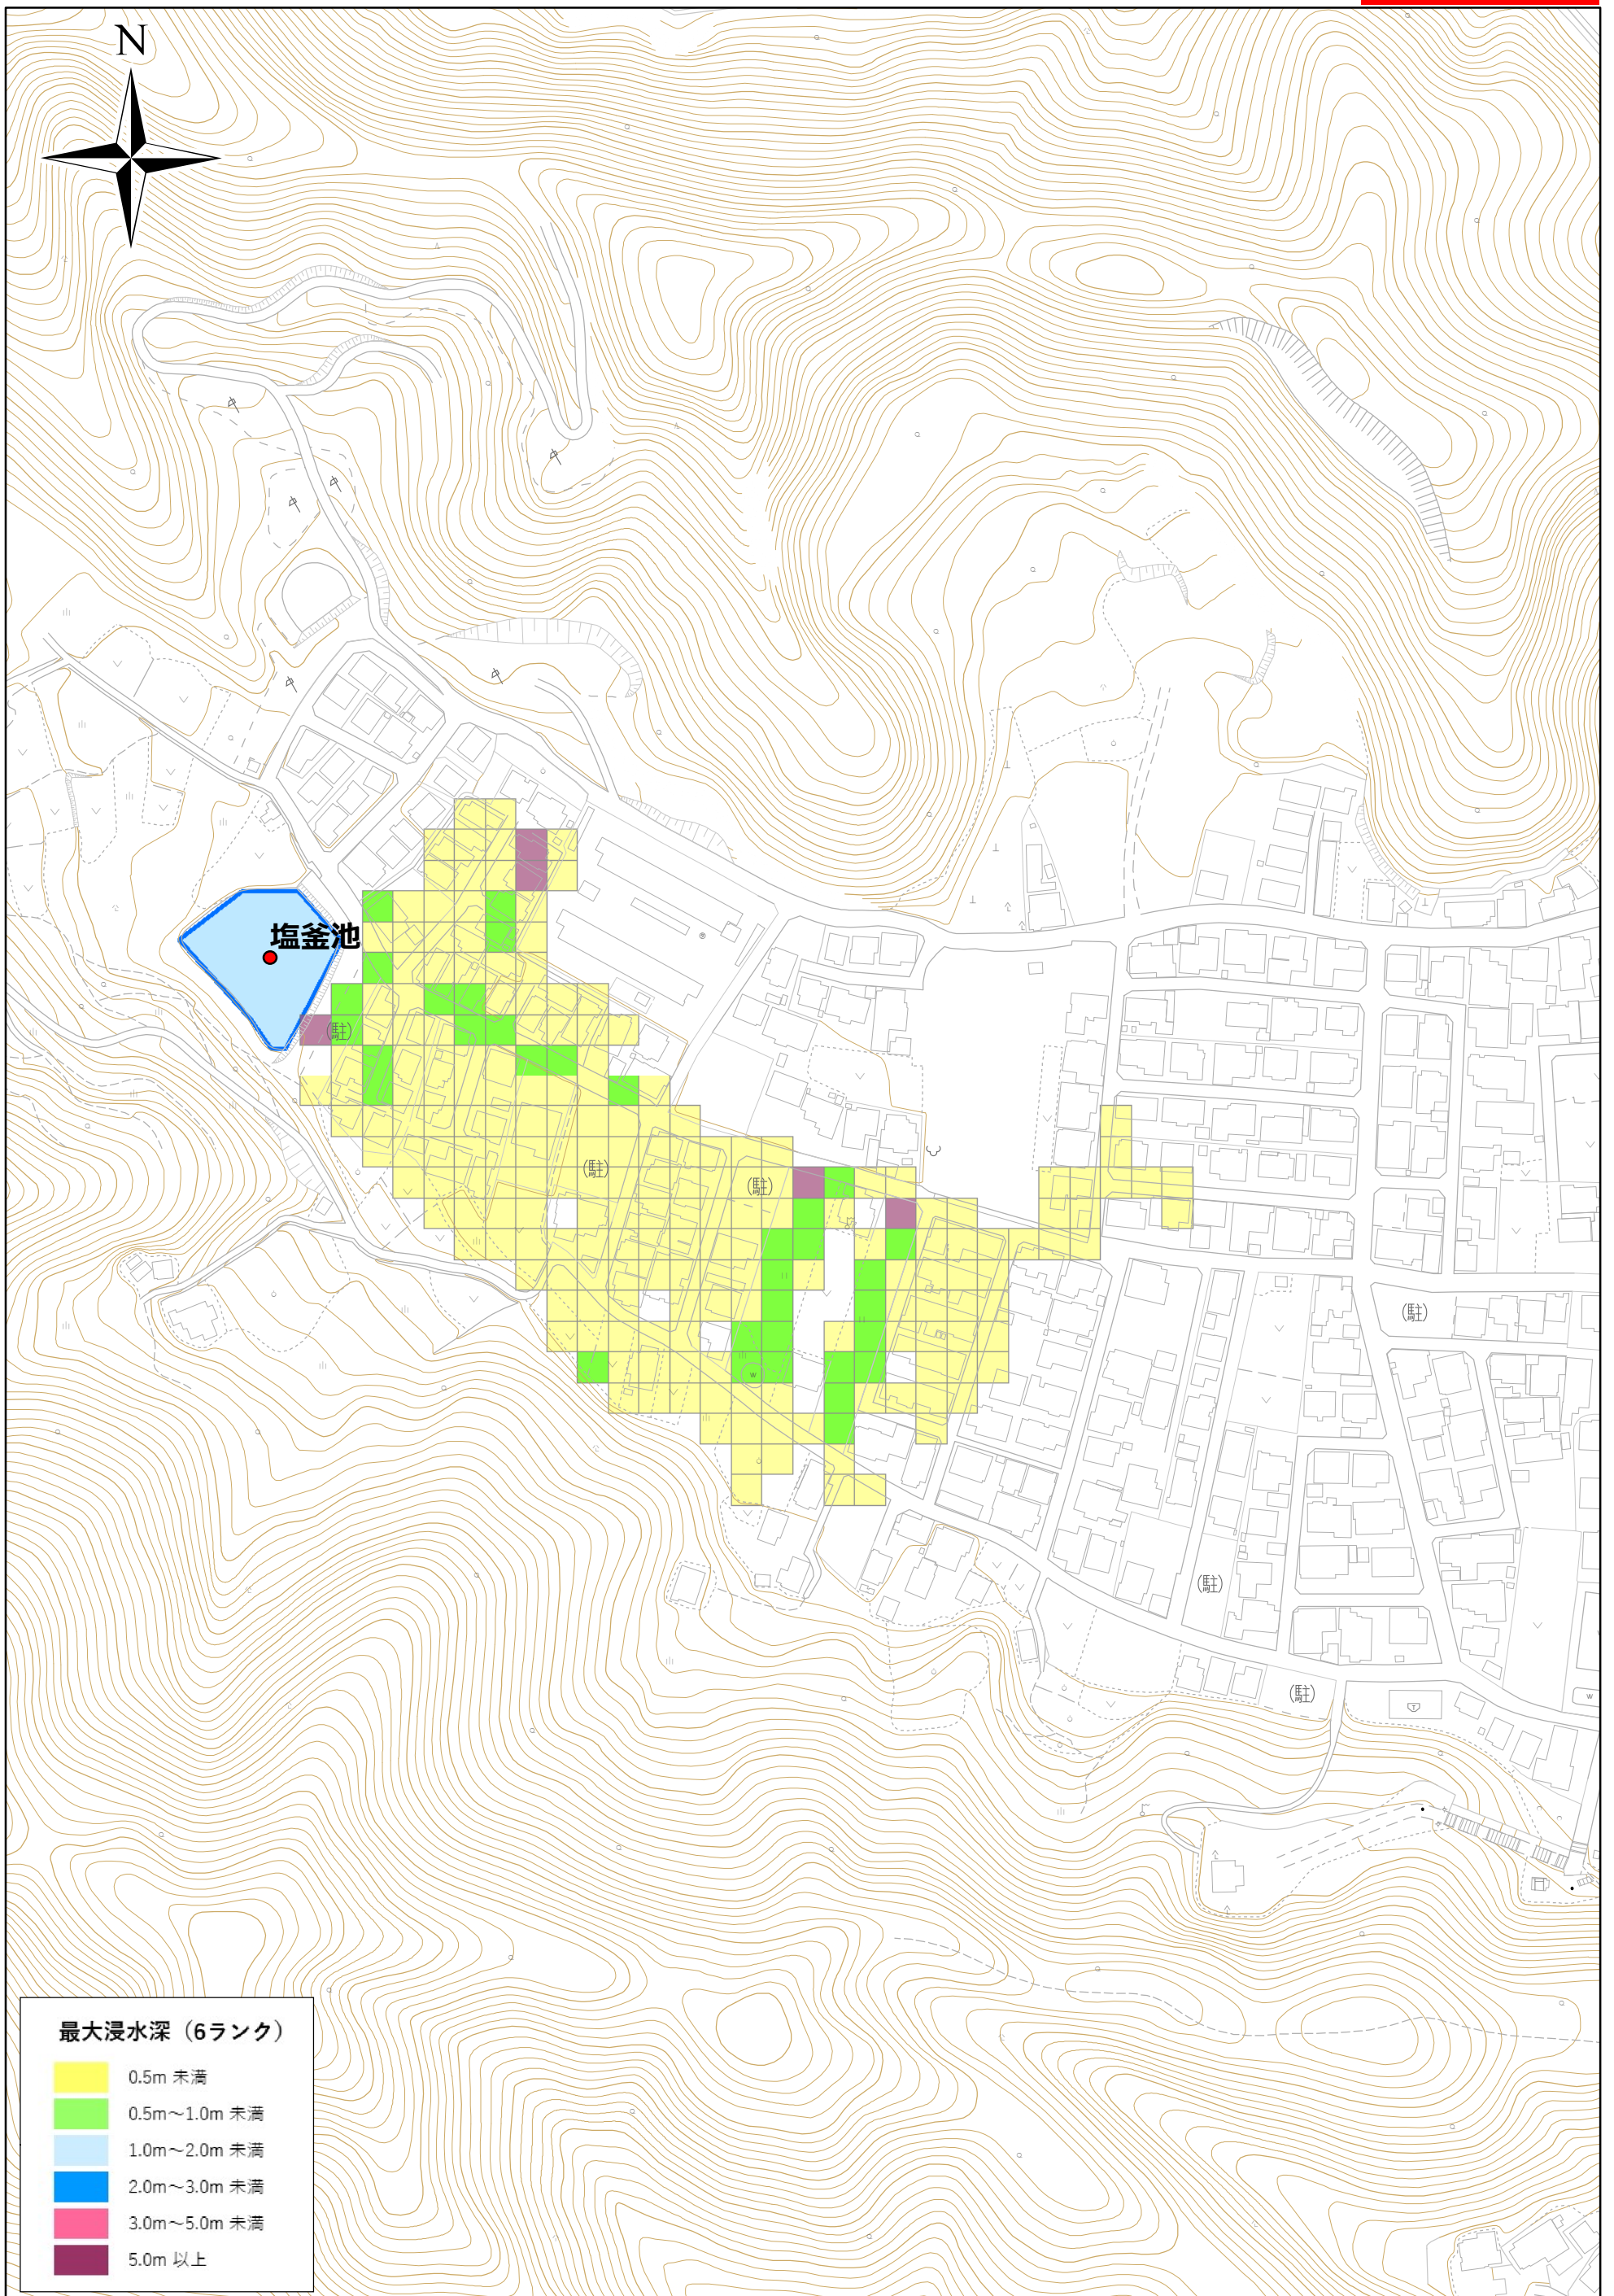 N
塩釜池
(駐)
(駐)
(駐)
(駐)
(駐)
(駐)
W
W
T
最大浸水深（6ランク）
0.5m 未満
0.5m～1.0m 未満
1.0m～2.0m 未満
2.0m～3.0m 未満
3.0m～5.0m 未満
5.0m 以上